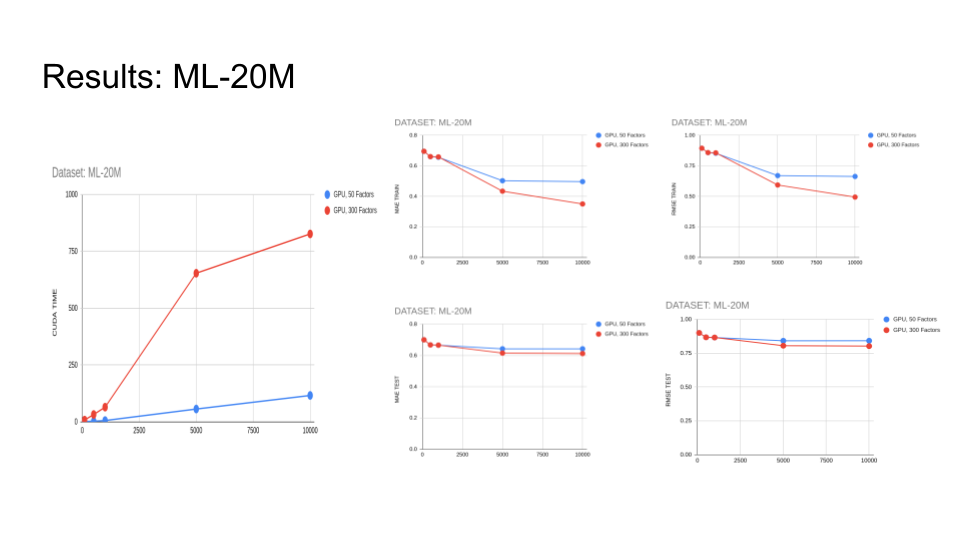 Results: ML-20M
Dataset: ML-20M
1000
750
500
250
0
0 2500 5000 7500 10000
CUDA TIME
GPU, 50 Factors
GPU, 300 Factors
DATASET: ML-20M
0.8
0.6
0.4
0.2
0.0
0 2500 5000 7500 10000
MAE TRAIN
GPU, 50 Factors
GPU, 300 Factors
DATASET: ML-20M
1.00
0.75
0.50
0.25
0.00
0 2500 5000 7500 10000
RMSE TRAIN
GPU, 50 Factors
GPU, 300 Factors
DATASET: ML-20M
0.8
0.6
0.4
0.2
0.0
0 2500 5000 7500 10000
MAE TEST
GPU, 50 Factors
GPU, 300 Factors
DATASET: ML-20M
1.00
0.75
0.50
0.25
0.00
0 2500 5000 7500 10000
RMSE TEST
GPU, 50 Factors
GPU, 300 Factors